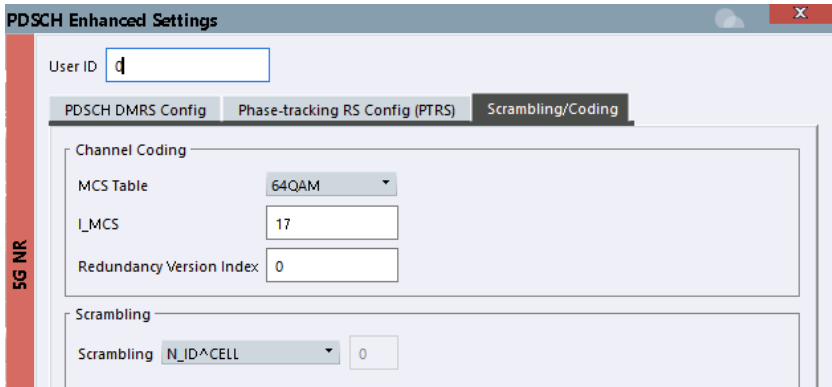 PDSCH Enhanced Settings
x
User ID 0
PDSCH DMRS Config Phase-tracking RS Config (PTRS) Scrambling/Coding
Channel Coding
MCS Table 64QAM
I_MCS 17
Redundancy Version Index 0
5G NR
Scrambling
Scrambling N_ID^CELL 0